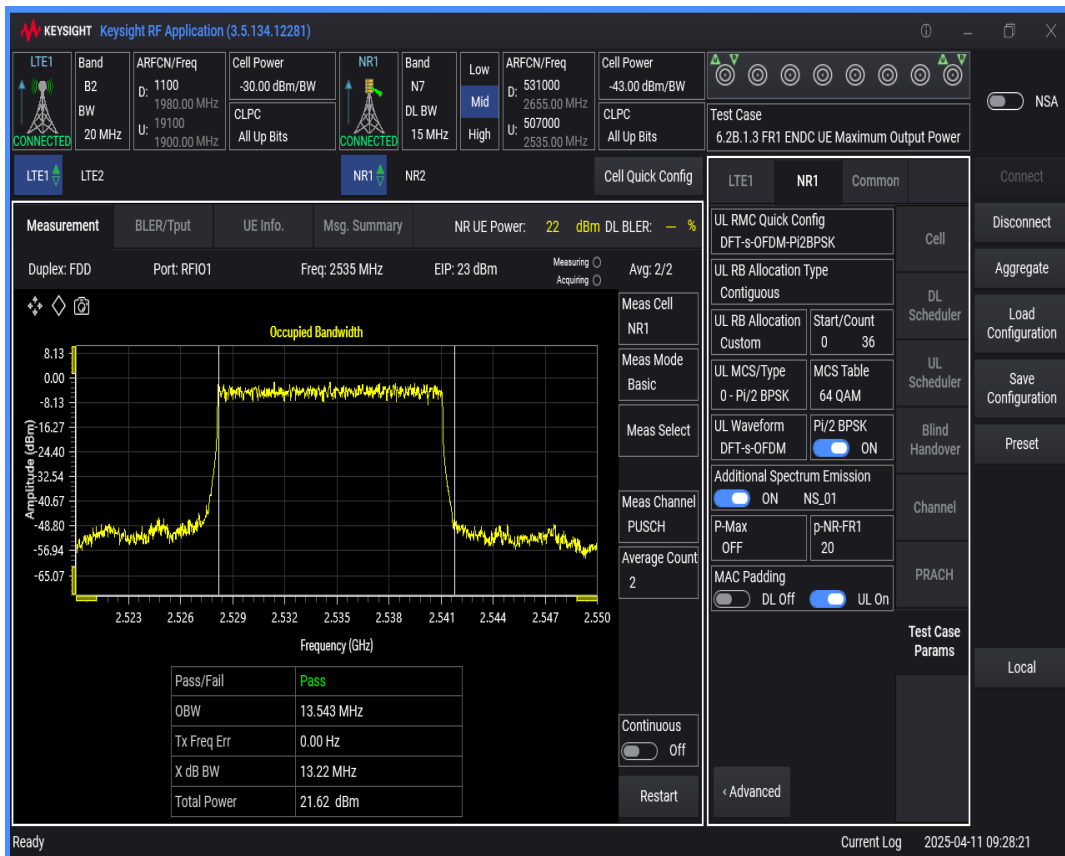 KEYSIGHT Keysight RF Application (3.5.134.12281)
LTE1
CONNECTED
Band
B2
BW
20 MHz
ARFCN/Freq
D: 1100
1980.00 MHz
U: 19100
1900.00 MHz
Cell Power
-30.00 dBm/BW
CLPC
All Up Bits
NR1
CONNECTED
Band
N7
DL BW
15 MHz
Low
Mid
High
ARFCN/Freq
D: 531000
2655.00 MHz
U: 507000
2535.00 MHz
Cell Power
-43.00 dBm/BW
CLPC
All Up Bits
Test Case
6.2B.1.3 FR1 ENDC UE Maximum Output Power
NSA
LTE1 LTE2 NR1 NR2 Cell Quick Config
Measurement BLER/Tput UE Info. Msg. Summary NR UE Power: 22 dBm DL BLER: — %
Duplex: FDD Port: RFIO1 Freq: 2535 MHz EIP: 23 dBm Measuring Avg: 2/2
Acquiring
Occupied Bandwidth
8.13
0.00
-8.13
-16.27
-24.40
-32.54
-40.67
-48.80
-56.94
-65.07
Amplitude (dBm)
2.523 2.526 2.529 2.532 2.535 2.538 2.541 2.544 2.547 2.550
Frequency (GHz)
Pass/Fail Pass
OBW 13.543 MHz
Tx Freq Err 0.00 Hz
X dB BW 13.22 MHz
Total Power 21.62 dBm
Meas Cell
NR1
Meas Mode
Basic
Meas Select
Meas Channel
PUSCH
Average Count
2
Continuous
Off
Restart
LTE1 NR1 Common
UL RMC Quick Config
DFT-s-OFDM-Pi2BPSK
UL RB Allocation Type
Contiguous
UL RB Allocation Start/Count
Custom 0 36
UL MCS/Type MCS Table
0 - Pi/2 BPSK 64 QAM
UL Waveform Pi/2 BPSK
DFT-s-OFDM ON
Additional Spectrum Emission
ON NS_01
P-Max p-NR-FR1
OFF 20
MAC Padding
DL Off UL On
‹ Advanced
Cell
DL
Scheduler
UL
Scheduler
Blind
Handover
Channel
PRACH
Test Case
Params
Connect
Disconnect
Aggregate
Load
Configuration
Save
Configuration
Preset
Local
Ready Current Log 2025-04-11 09:28:21